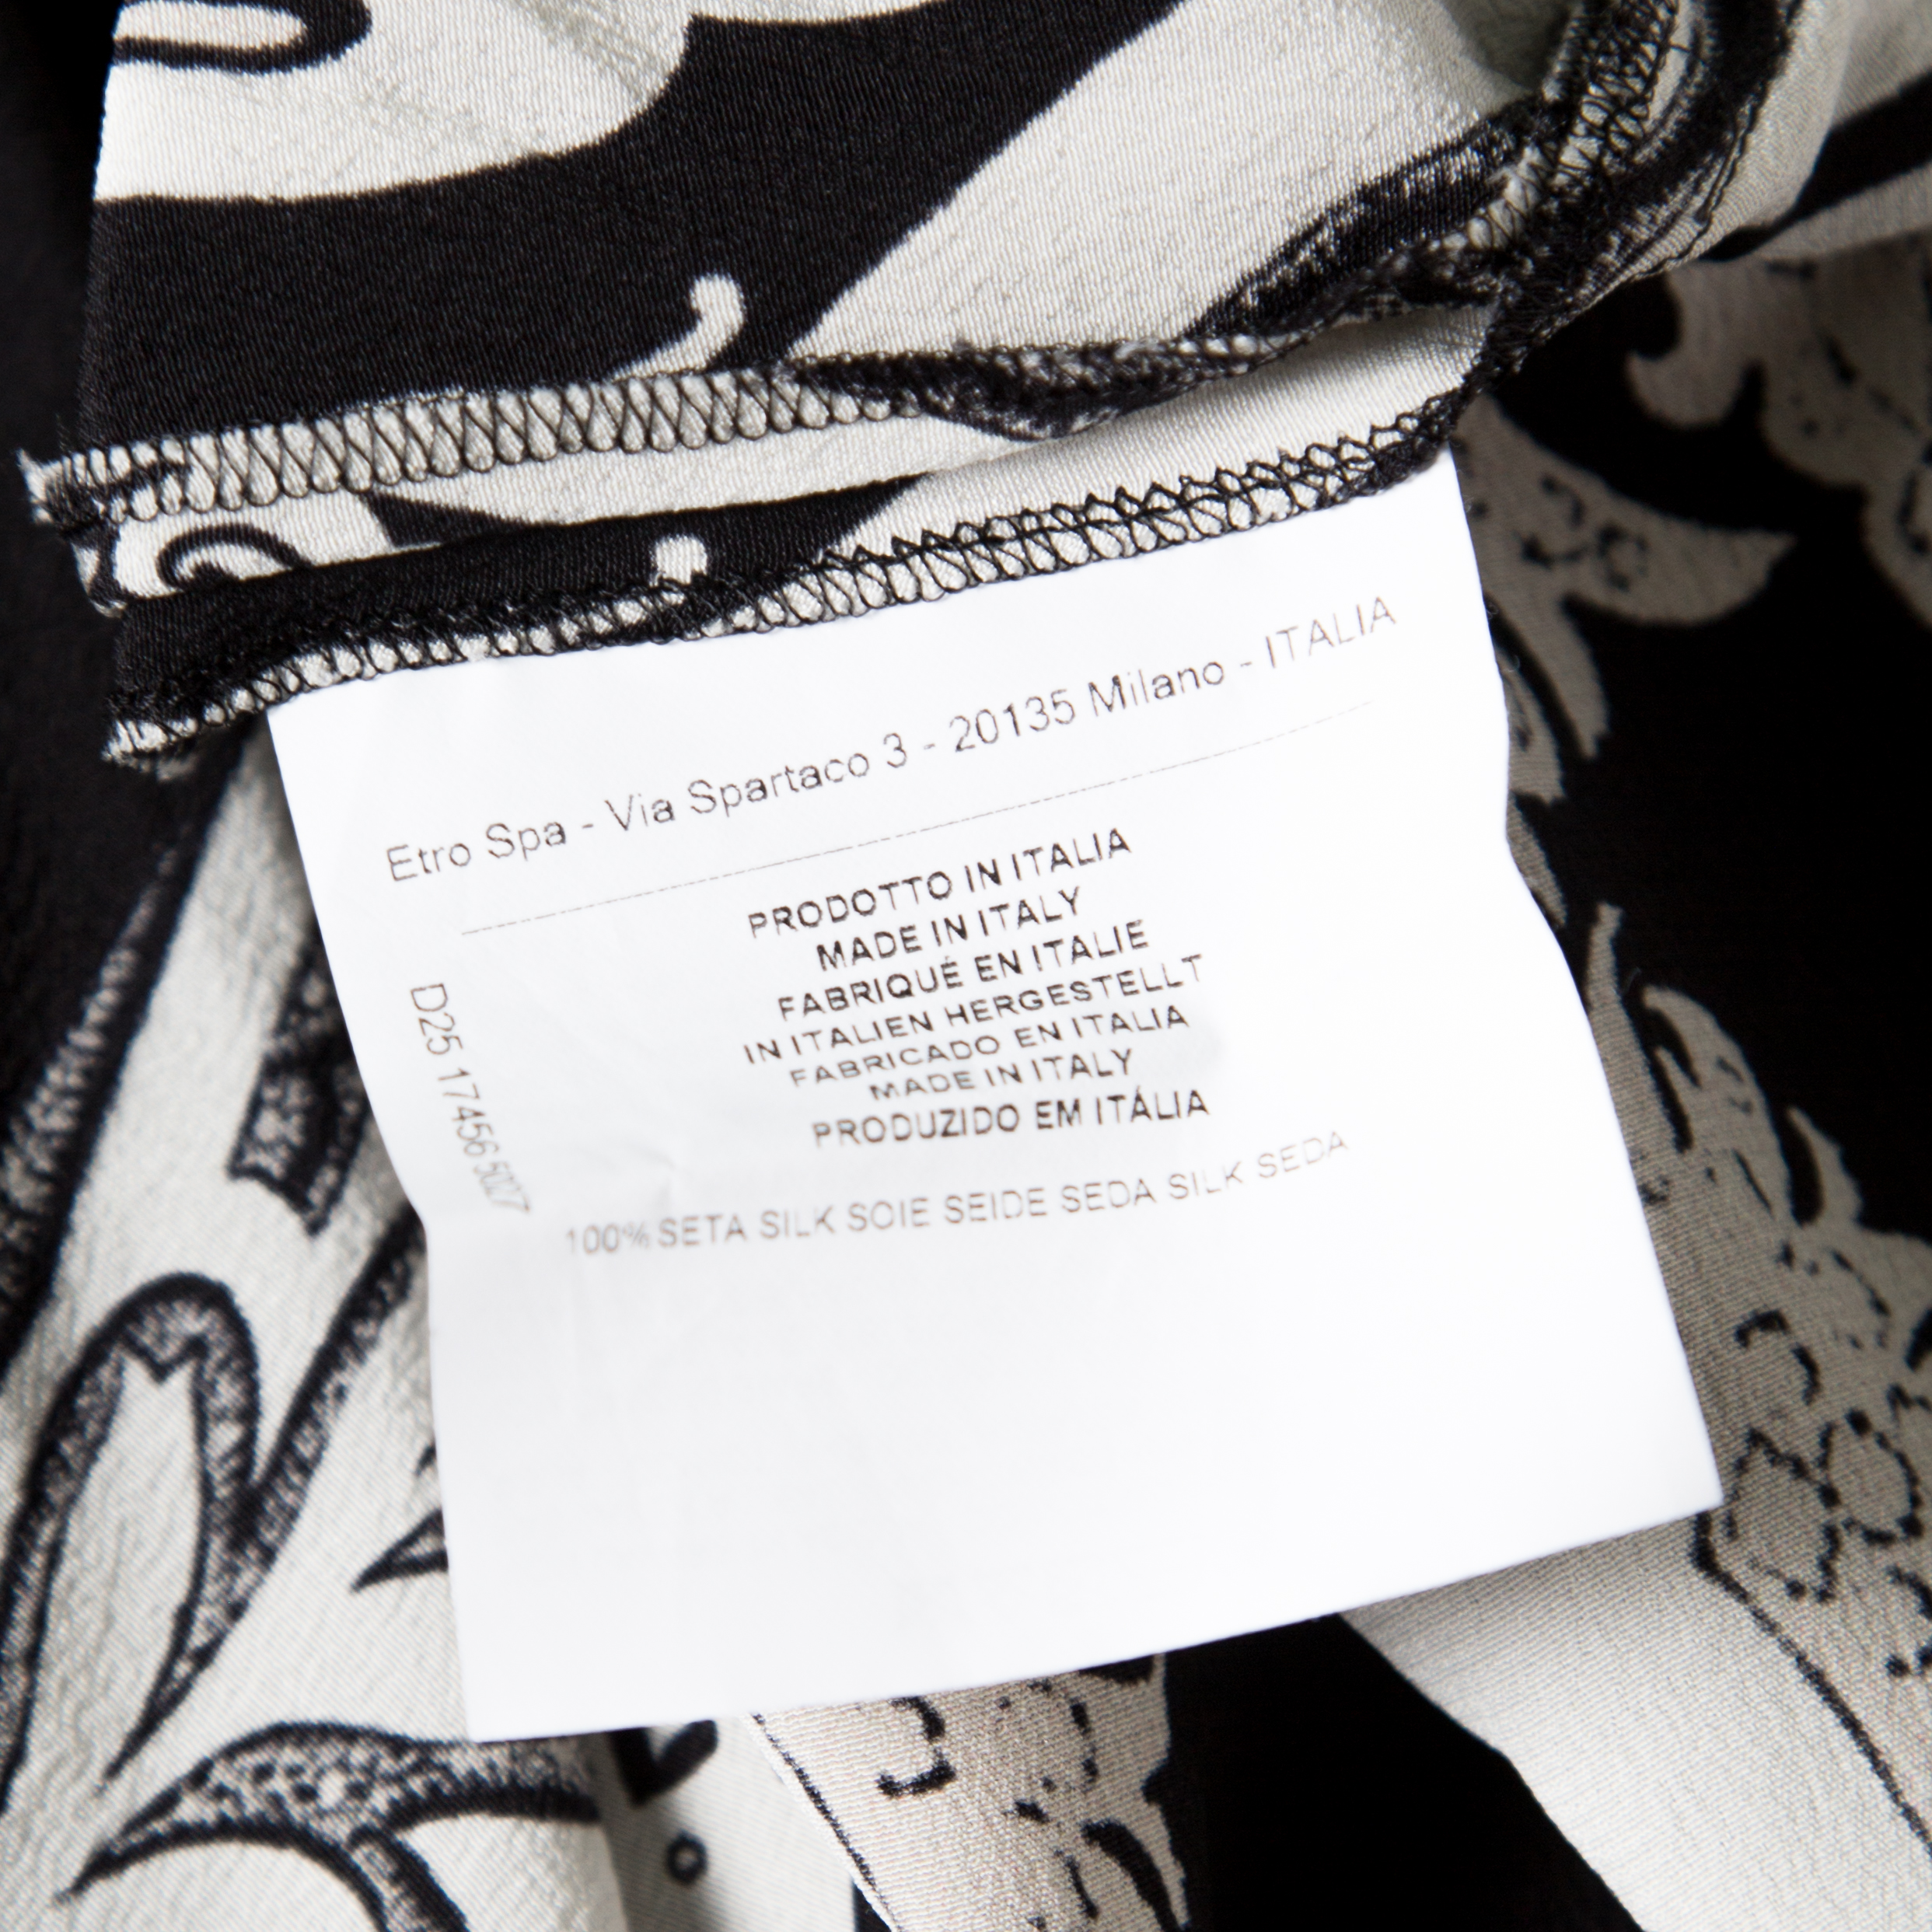 Etro Spa - Via Spartaco 3 - 20135 Milano - ITALIA
PRODOTTO IN ITALIA
MADE IN ITALY
FABRIQUÉ EN ITALIE
IN ITALIEN HERGESTELLT
FABRICADO EN ITALIA
MADE IN ITALY
PRODUZIDO EM ITÁLIA
100% SETA SILK SOIE SEIDE SEDA SILK SEDA
D25 17456 5027